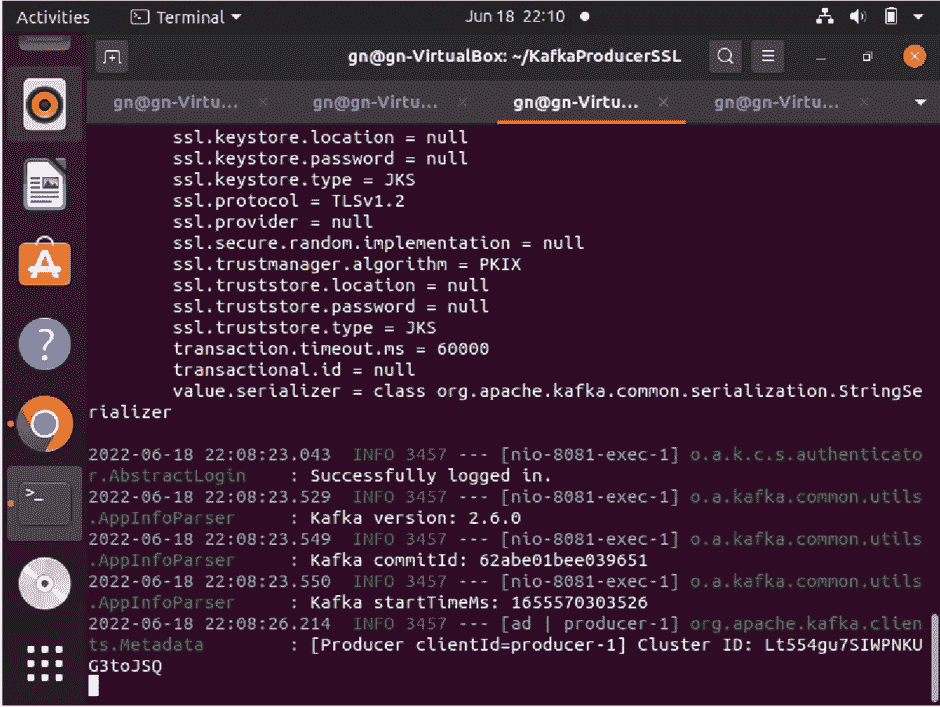 Activities Terminal Jun 18 22:10
gn@gn-VirtualBox: ~/KafkaProducerSSL
gn@gn-Virtu... gn@gn-Virtu... gn@gn-Virtu... gn@gn-Virtu...
ssl.keystore.location = null
ssl.keystore.password = null
ssl.keystore.type = JKS
ssl.protocol = TLSv1.2
ssl.provider = null
ssl.secure.random.implementation = null
ssl.trustmanager.algorithm = PKIX
ssl.truststore.location = null
ssl.truststore.password = null
ssl.truststore.type = JKS
transaction.timeout.ms = 60000
transactional.id = null
value.serializer = class org.apache.kafka.common.serialization.StringSe
rializer
2022-06-18 22:08:23.043 INFO 3457 --- [nio-8081-exec-1] o.a.k.c.s.authenticato
r.AbstractLogin : Successfully logged in.
2022-06-18 22:08:23.529 INFO 3457 --- [nio-8081-exec-1] o.a.kafka.common.utils
.AppInfoParser : Kafka version: 2.6.0
2022-06-18 22:08:23.549 INFO 3457 --- [nio-8081-exec-1] o.a.kafka.common.utils
.AppInfoParser : Kafka commitId: 62abe01bee039651
2022-06-18 22:08:23.550 INFO 3457 --- [nio-8081-exec-1] o.a.kafka.common.utils
.AppInfoParser : Kafka startTimeMs: 1655570303526
2022-06-18 22:08:26.214 INFO 3457 --- [ad | producer-1] org.apache.kafka.clien
ts.Metadata : [Producer clientId=producer-1] Cluster ID: Lt554gu7SIWPNKU
G3toJSQ